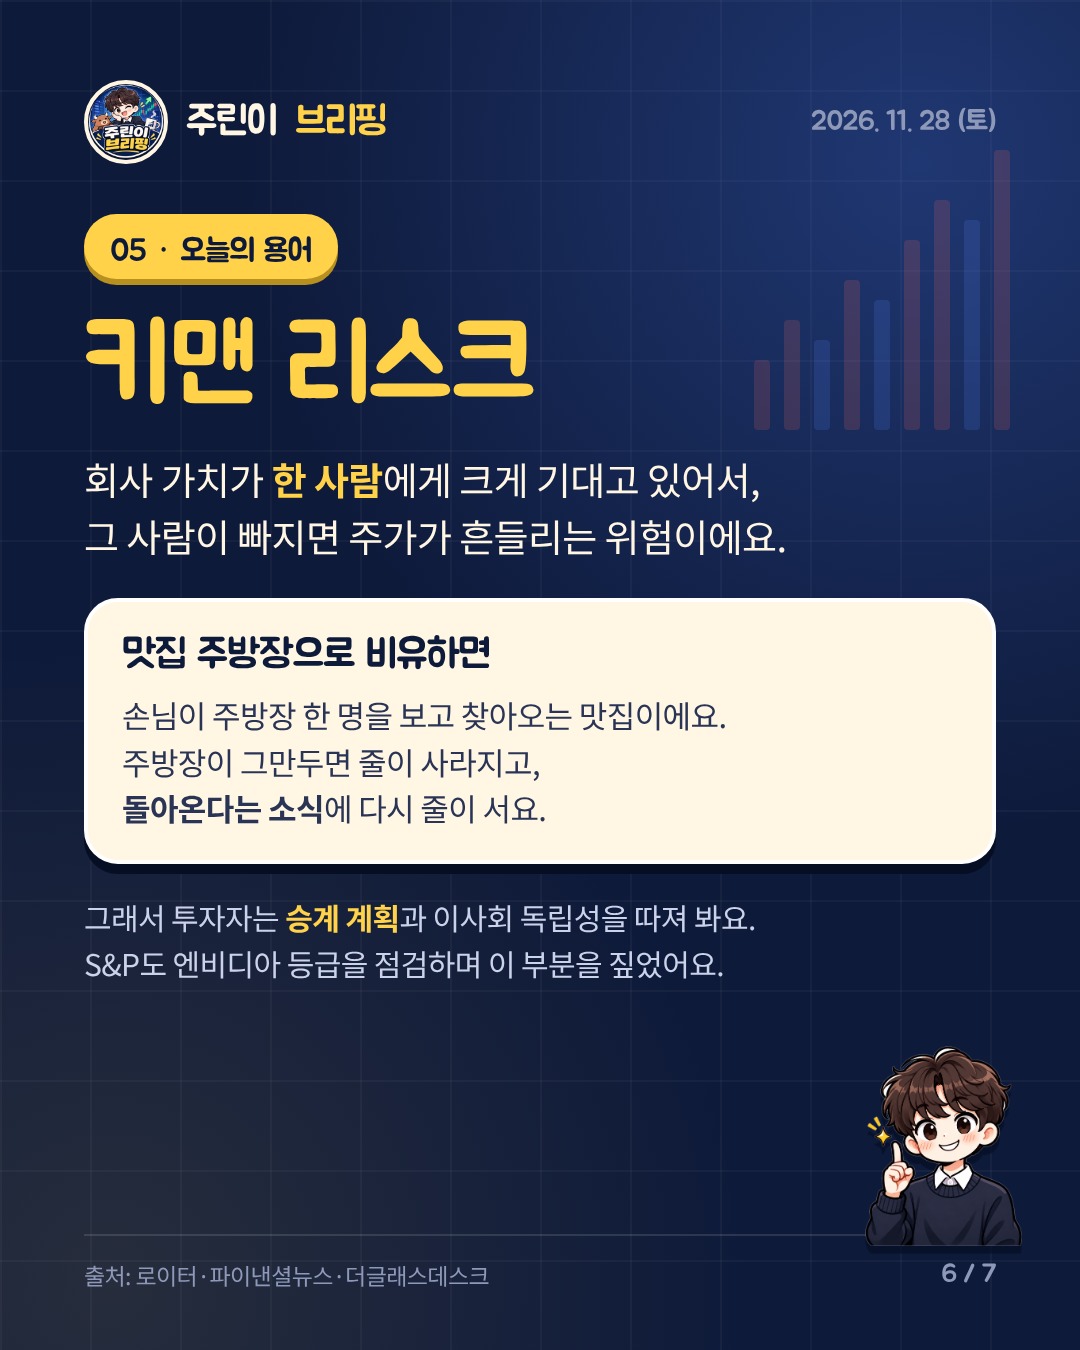 주린이 브리핑
주린이 브리핑
2026. 11. 28 (토)
05 · 오늘의 용어
키맨 리스크
회사 가치가 한 사람에게 크게 기대고 있어서,
그 사람이 빠지면 주가가 흔들리는 위험이에요.
맛집 주방장으로 비유하면
손님이 주방장 한 명을 보고 찾아오는 맛집이에요.
주방장이 그만두면 줄이 사라지고,
돌아온다는 소식에 다시 줄이 서요.
그래서 투자자는 승계 계획과 이사회 독립성을 따져 봐요.
S&P도 엔비디아 등급을 점검하며 이 부분을 짚었어요.
출처: 로이터·파이낸셜뉴스·더글래스데스크
6 / 7